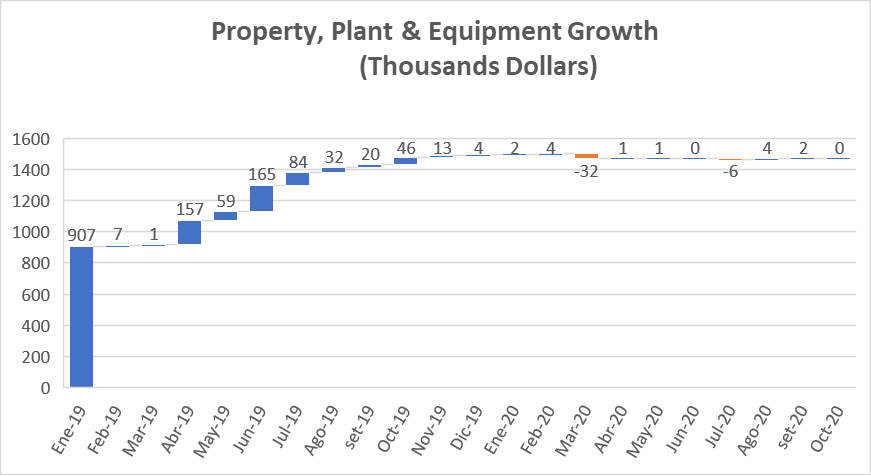 Property, Plant & Equipment Growth
(Thousands Dollars)
1600
1400
1200
1000
800
600
400
200
0
907
7
1
157
59
165
84
32
20
46
13
4
2
4
-32
1
1
0
-6
4
2
0
Ene-19
Feb-19
Mar-19
Abr-19
May-19
Jun-19
Jul-19
Ago-19
set-19
Oct-19
Nov-19
Dic-19
Ene-20
Feb-20
Mar-20
Abr-20
May-20
Jun-20
Jul-20
Ago-20
set-20
Oct-20